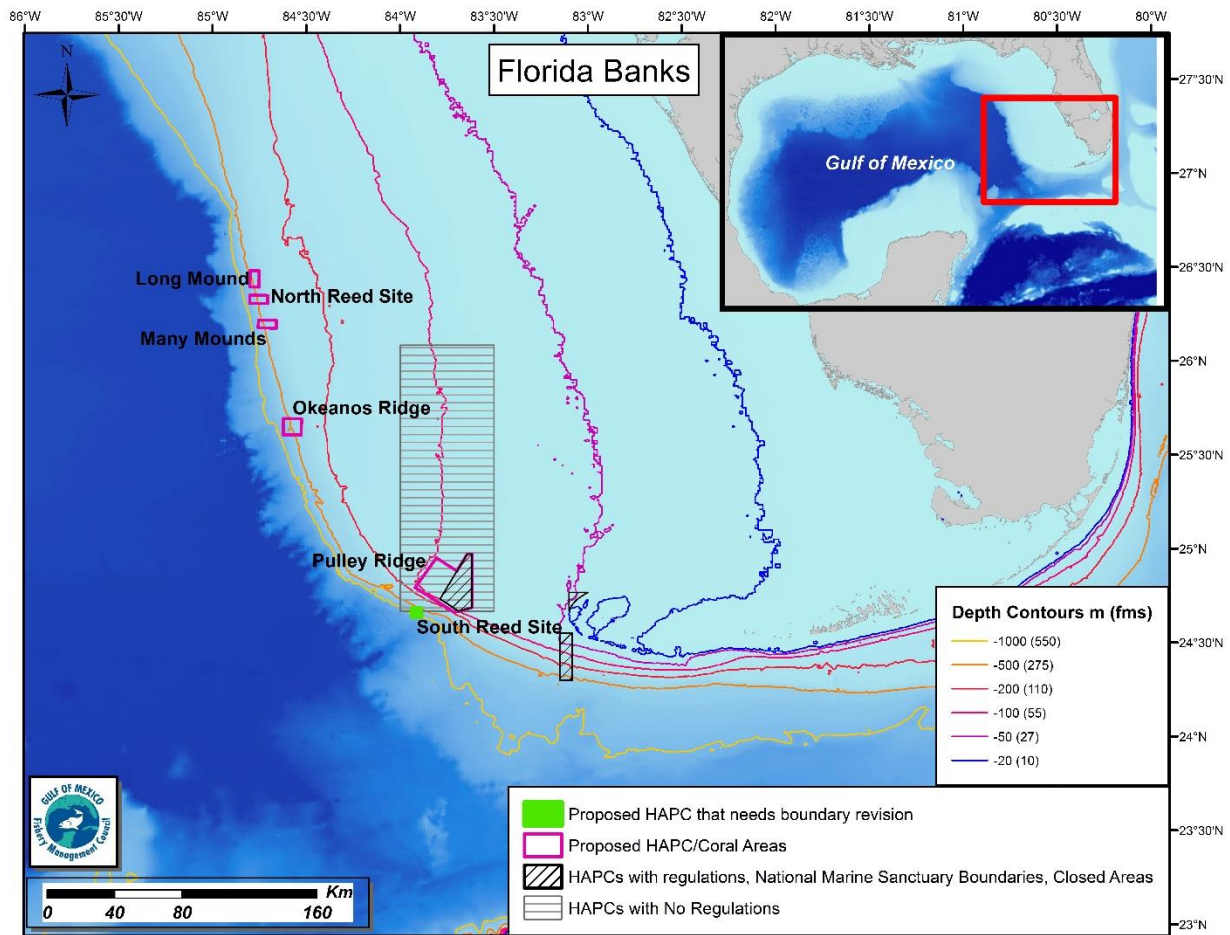 86°W 85°W 84°30'W 84°W 83°30'W 83°W 82°30'W 82°W 81°30'W 81°W 80°30'W 80°W
N
Florida Banks
Gulf of Mexico
27°30'N
27°N
26°30'N
26°N
25°30'N
25°N
24°30'N
24°N
23°30'N
23°N
Long Mound
North Reed Site
Many Mounds
Okeanos Ridge
Pulley Ridge
South Reed Site
Depth Contours m (fms)
-1000 (550)
-500 (275)
-200 (110)
-100 (55)
-50 (27)
-20 (10)
GULF OF MEXICO
Fishery Management Council
Km
0 40 80 160
Proposed HAPC that needs boundary revision
Proposed HAPC/Coral Areas
HAPCs with regulations, National Marine Sanctuary Boundaries, Closed Areas
HAPCs with No Regulations